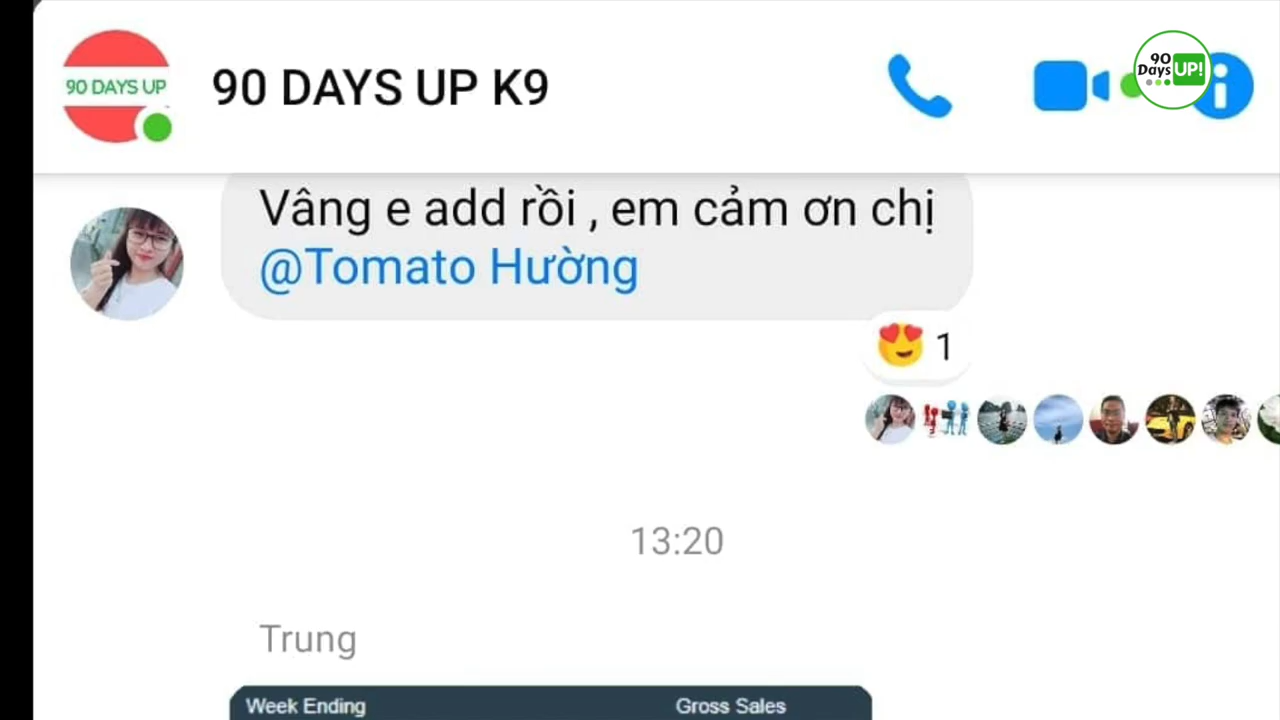 90 DAYS UP
90 DAYS UP K9
90
Days UP!
Vâng e add rồi , em cảm ơn chị
@Tomato Hường
1
13:20
Trung
Week Ending Gross Sales